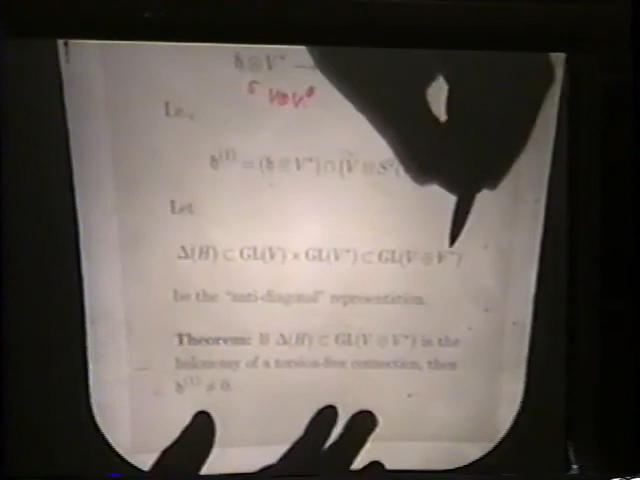 𝔥 ⊗ V* —
V⊗V*
I.e.,
𝔥⁽¹⁾ = (𝔥 ⊗ V*) ∩ (V ⊗ S²(
Let
Δ(H) ⊂ GL(V) × GL(V*) ⊂ GL(V ⊕ V*)
be the "anti-diagonal" representation.
Theorem: If Δ(H) ⊂ GL(V ⊕ V*) is the
holonomy of a torsion-free connection, then
𝔥⁽¹⁾ ≠ 0.